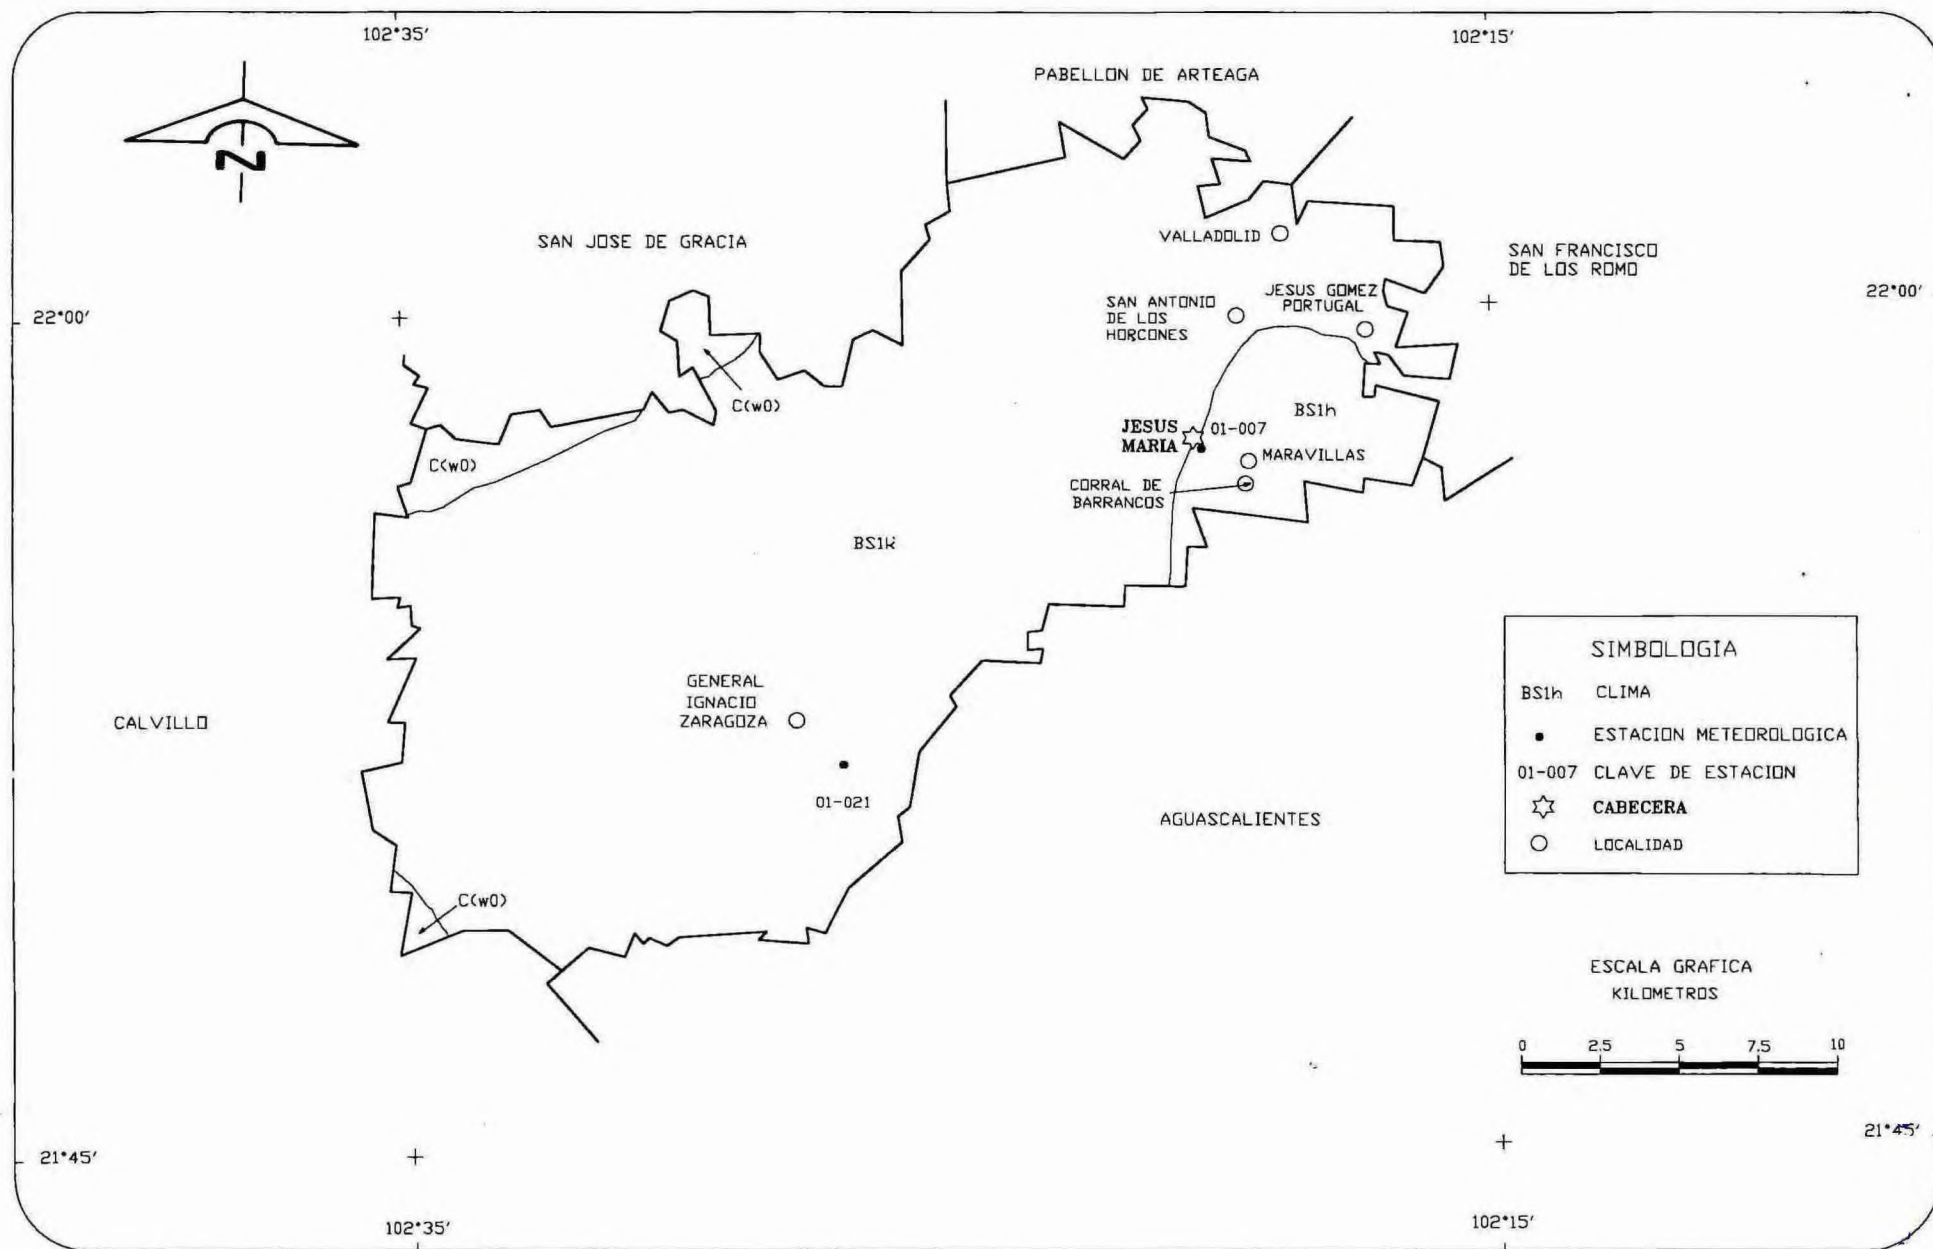 102°35′
102°15′
PABELLON DE ARTEAGA
N
SAN JOSE DE GRACIA
VALLADOLID
SAN FRANCISCO
DE LOS ROMO
22°00′
22°00′
SAN ANTONIO
DE LOS
HORCONES
JESUS GOMEZ
PORTUGAL
C(w0)
BS1h
JESUS
MARIA
01-007
MARAVILLAS
C(w0)
CORRAL DE
BARRANCOS
BS1k
GENERAL
IGNACIO
ZARAGOZA
CALVILLO
01-021
AGUASCALIENTES
C(w0)
SIMBOLOGIA
BS1h CLIMA
ESTACION METEOROLOGICA
01-007 CLAVE DE ESTACION
CABECERA
LOCALIDAD
ESCALA GRAFICA
KILOMETROS
0 2.5 5 7.5 10
21°45′
21°45′
102°35′
102°15′